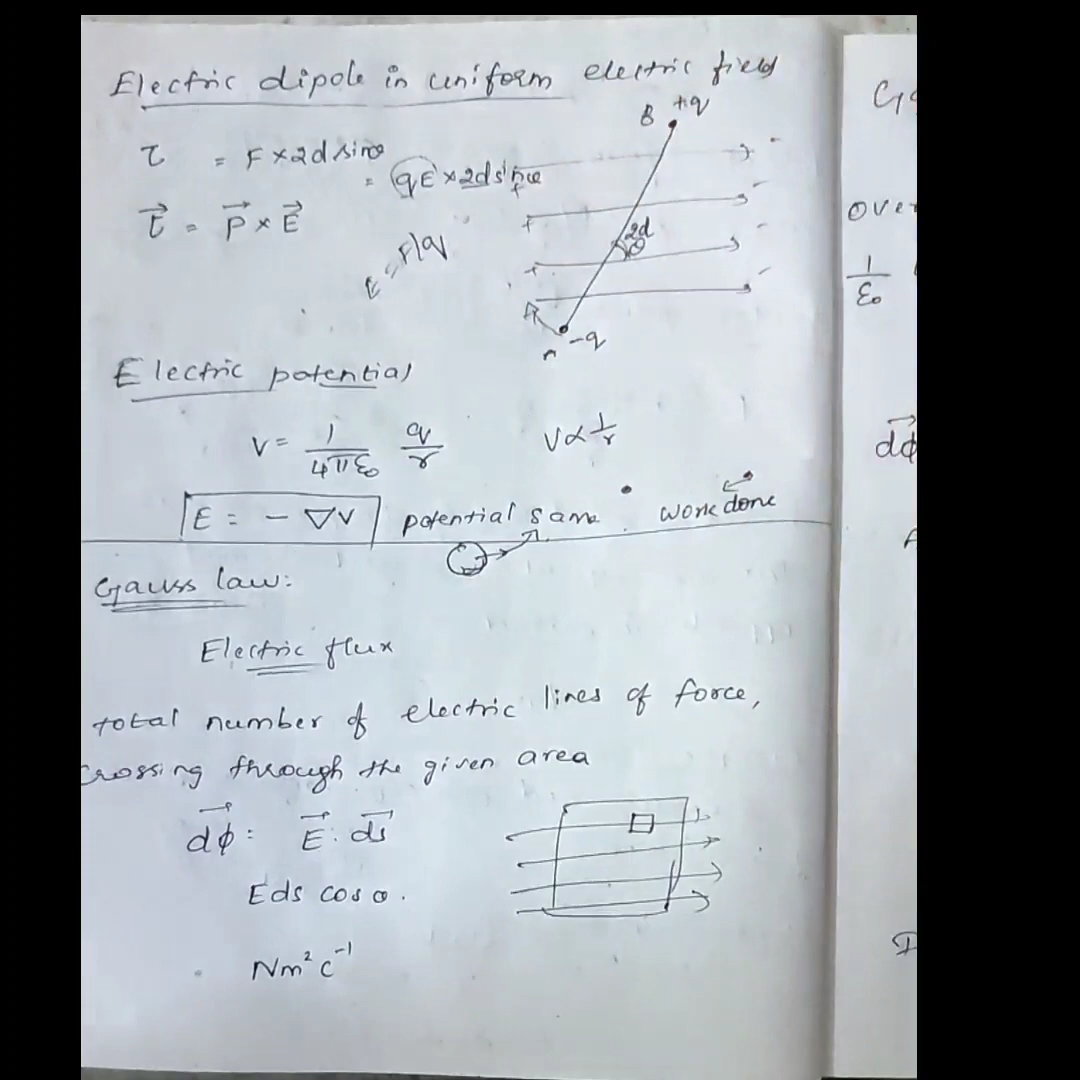 Electric dipole in uniform electric field
B +q
τ = F × 2d sinθ
= qE × 2d sinθ
τ⃗ = P⃗ × E⃗
E = F/q
2d
θ
-q
Electric potential
V = 1/4πε₀ q/r V ∝ 1/r
E = - ∇V potential same work done
Gauss law:
Electric flux
total number of electric lines of force,
crossing through the given area
dϕ⃗ = E⃗ . ds⃗
Eds cos θ.
Nm² c⁻¹
1/ε₀
dϕ⃗